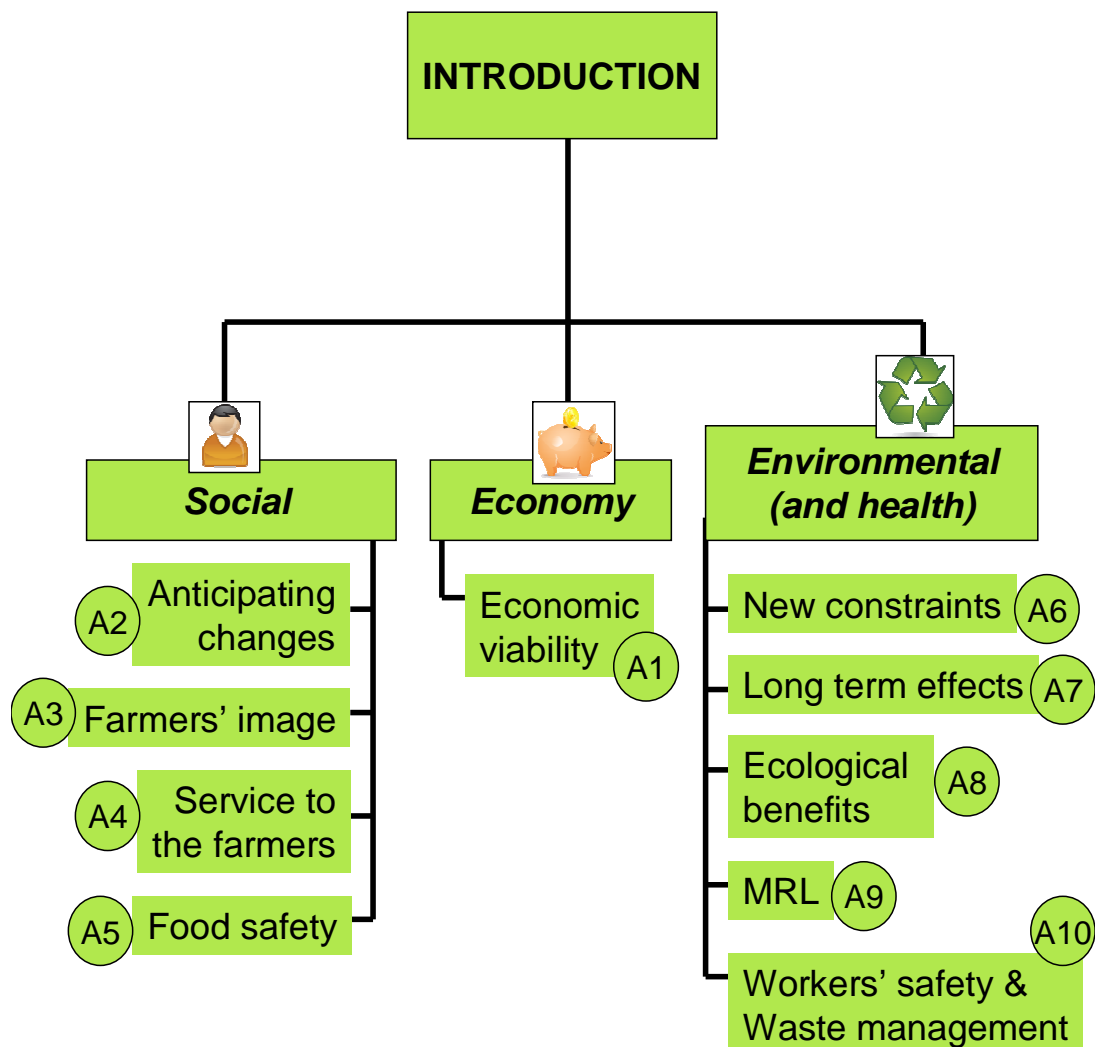 INTRODUCTION
Social
Anticipating
changes
A2
Farmers’ image
A3
Service to
the farmers
A4
Food safety
A5
Economy
Economic
viability
A1
Environmental
(and health)
New constraints
A6
Long term effects
A7
Ecological
benefits
A8
MRL
A9
A10
Workers’ safety &
Waste management